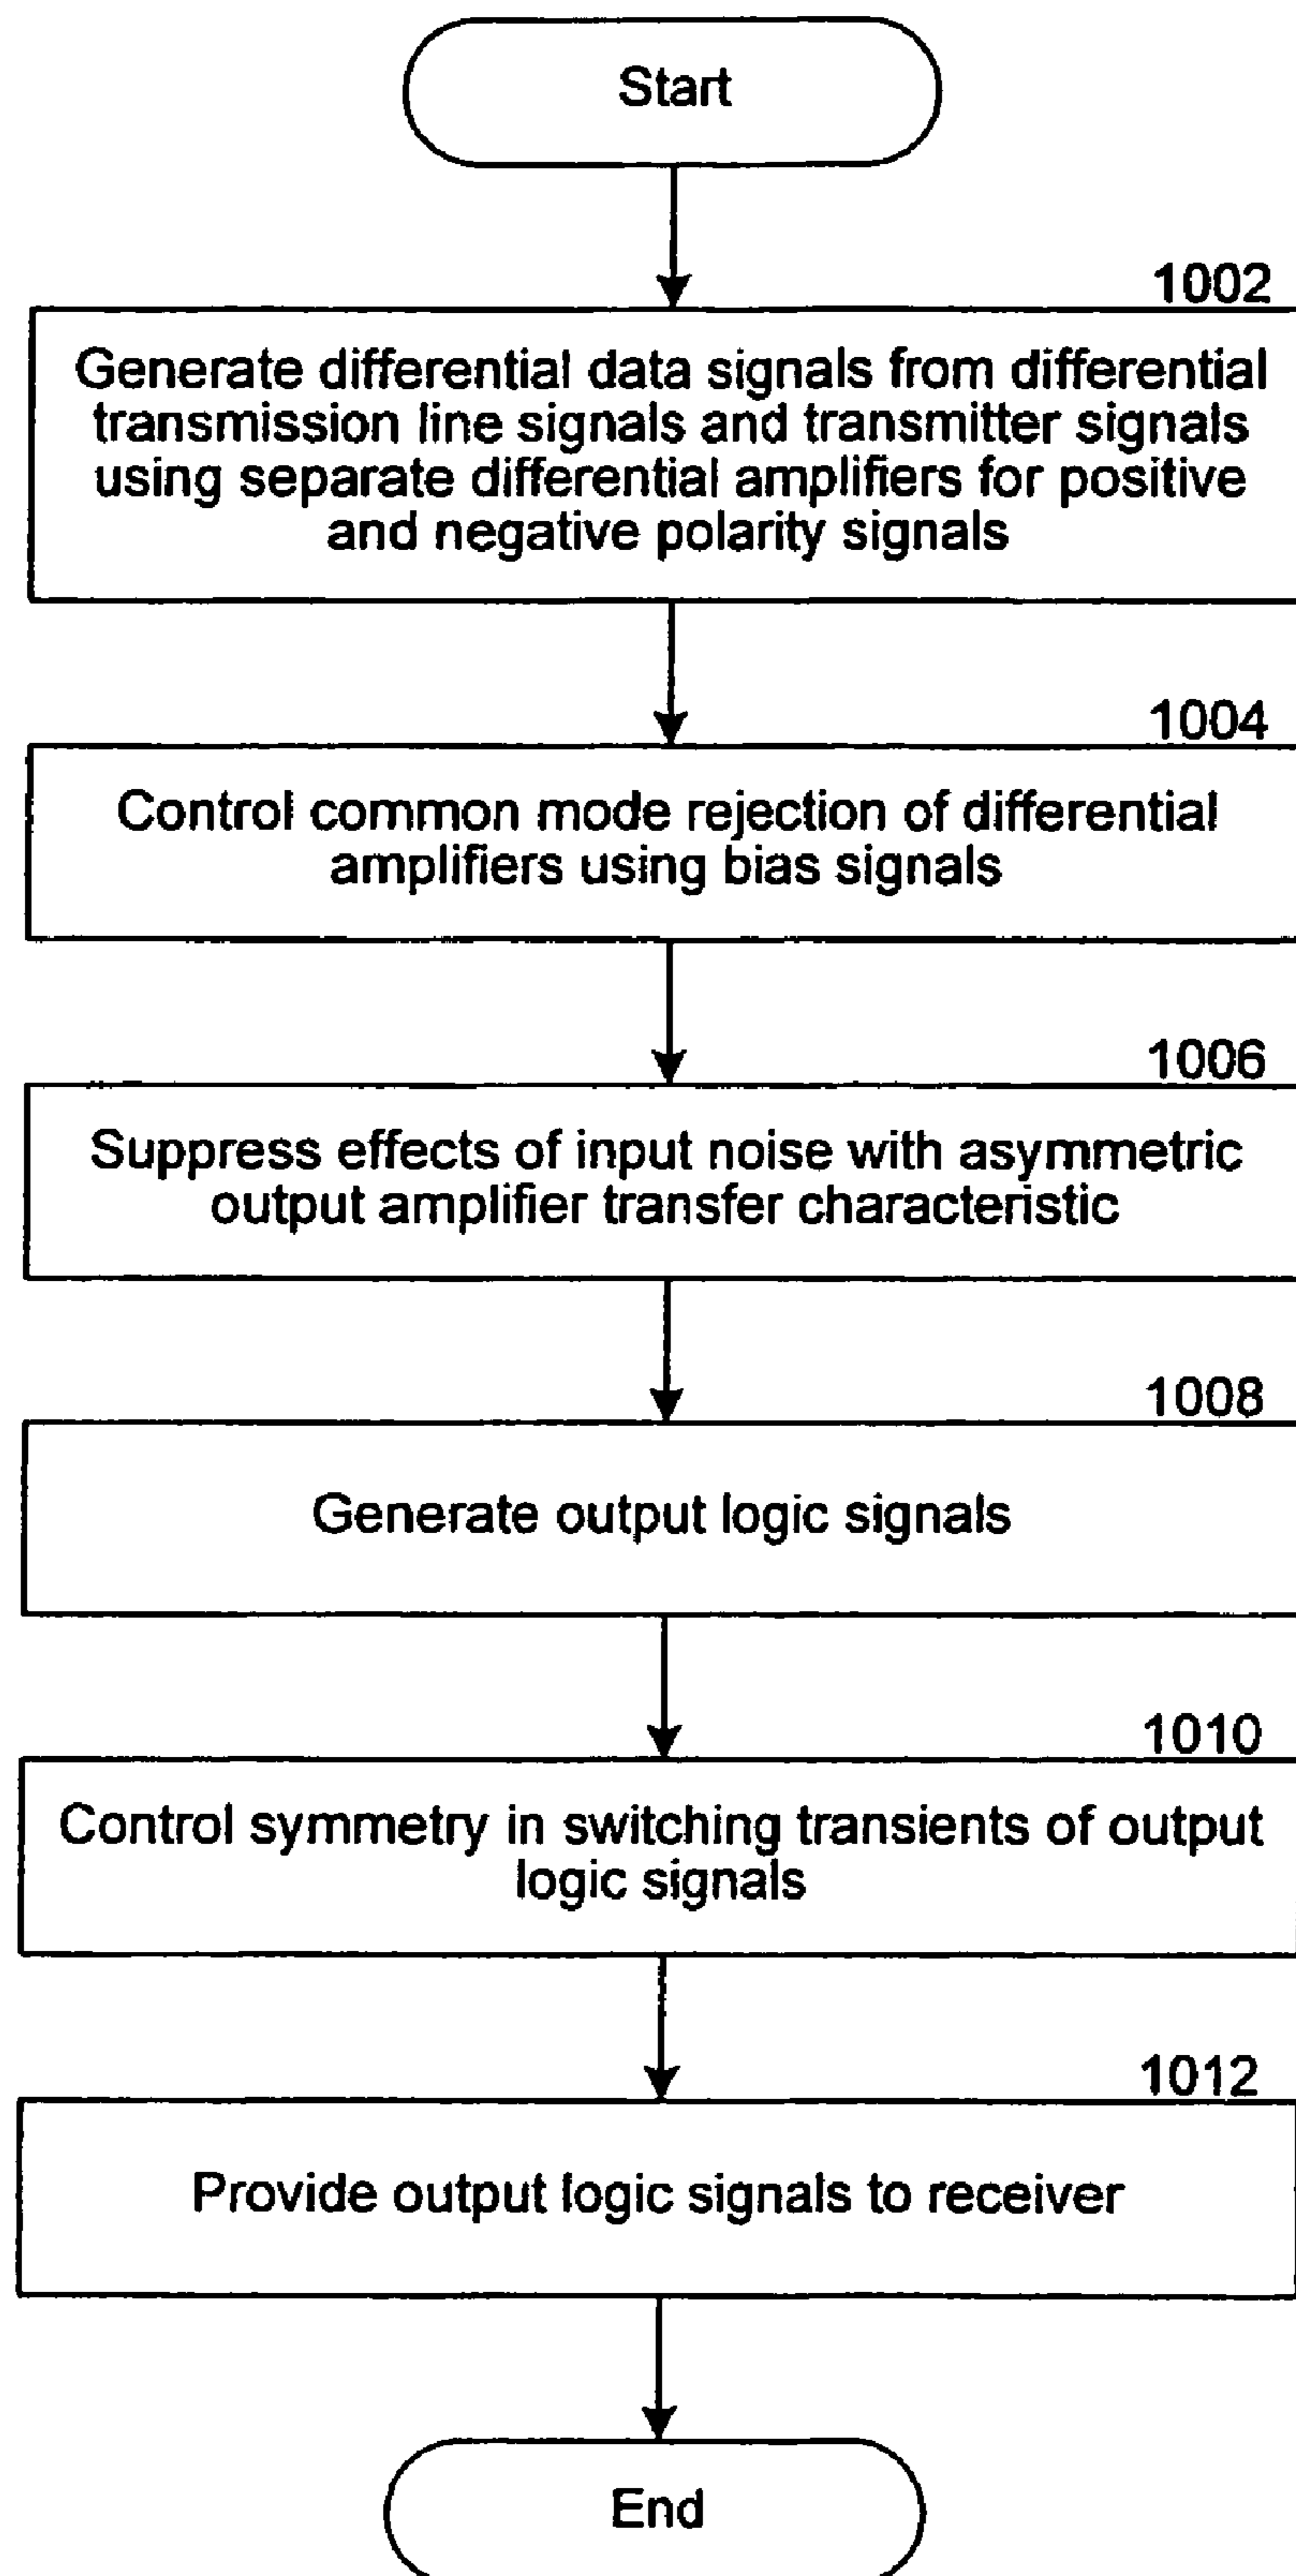 Start
1002
Generate differential data signals from differential
transmission line signals and transmitter signals
using separate differential amplifiers for positive
and negative polarity signals
1004
Control common mode rejection of differential
amplifiers using bias signals
1006
Suppress effects of input noise with asymmetric
output amplifier transfer characteristic
1008
Generate output logic signals
1010
Control symmetry in switching transients of output
logic signals
1012
Provide output logic signals to receiver
End